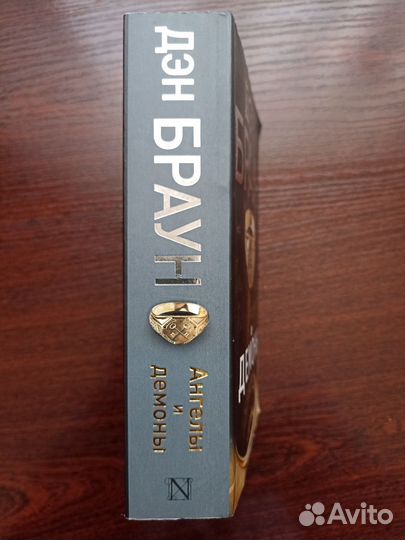 дэн БРАУН
Ангелы
и
демоны
Avito